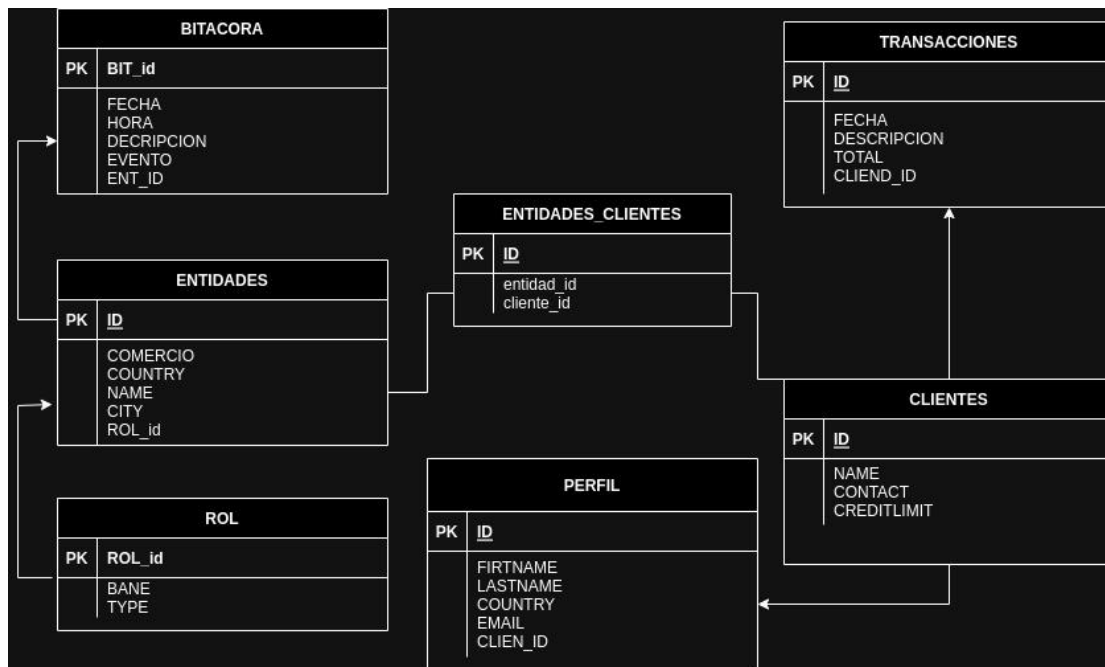 BITACORA
PK BIT_id
FECHA
HORA
DECRIPCION
EVENTO
ENT_ID
TRANSACCIONES
PK ID
FECHA
DESCRIPCION
TOTAL
CLIEND_ID
ENTIDADES_CLIENTES
PK ID
entidad_id
cliente_id
ENTIDADES
PK ID
COMERCIO
COUNTRY
NAME
CITY
ROL_id
CLIENTES
PK ID
NAME
CONTACT
CREDITLIMIT
ROL
PK ROL_id
BANE
TYPE
PERFIL
PK ID
FIRTNAME
LASTNAME
COUNTRY
EMAIL
CLIEN_ID